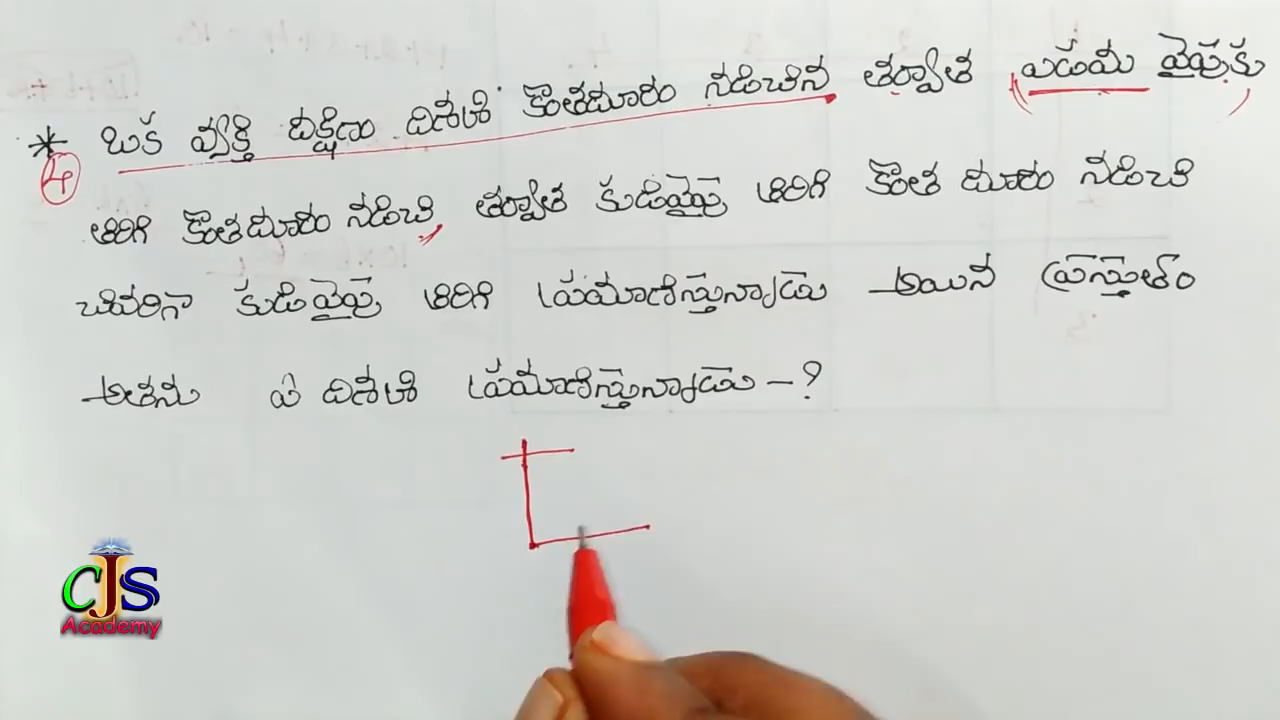 * ఒక వ్యక్తి దక్షిణం దిశకి కొంతదూరం నడిచిన తర్వాత ఎడమ వైపుకు
4
తిరిగి కొంతదూరం నడిచి తర్వాత కుడివైపు తిరిగి కొంత దూరం నడిచి
చివరిగా కుడివైపు తిరిగి ప్రయాణిస్తున్నాడు అయిన ప్రస్తుతం
అతను ఏ దిశకి ప్రయాణిస్తున్నాడు - ?
CJS
Academy